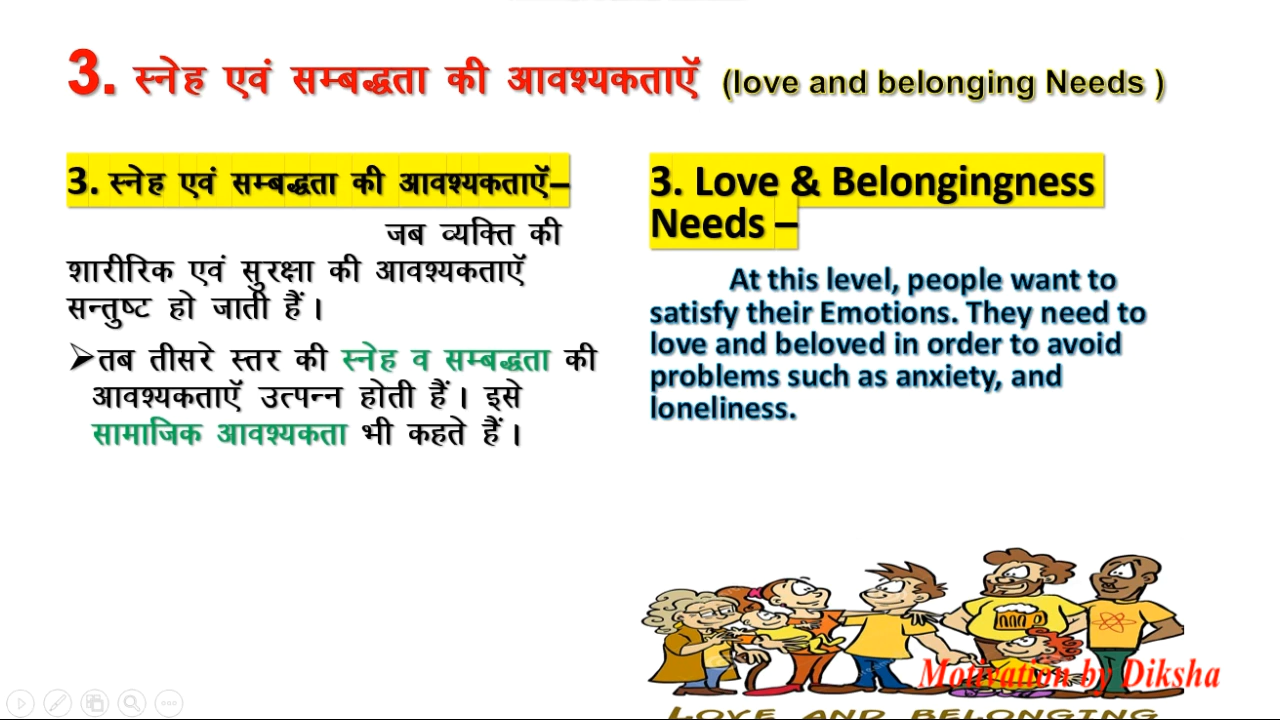 3. स्नेह एवं सम्बद्धता की आवश्यकताएॅ (love and belonging Needs )
3. स्नेह एवं सम्बद्धता की आवश्यकताएॅ–
जब व्यक्ति की
शारीरिक एवं सुरक्षा की आवश्यकताएॅ
सन्तुष्ट हो जाती हैं।
➢तब तीसरे स्तर की स्नेह व सम्बद्धता की
आवश्यकताएॅ उत्पन्न होती हैं। इसे
सामाजिक आवश्यकता भी कहते हैं।
3. Love & Belongingness
Needs –
At this level, people want to
satisfy their Emotions. They need to
love and beloved in order to avoid
problems such as anxiety, and
loneliness.
Motivation by Diksha
LOVE AND BELONGING